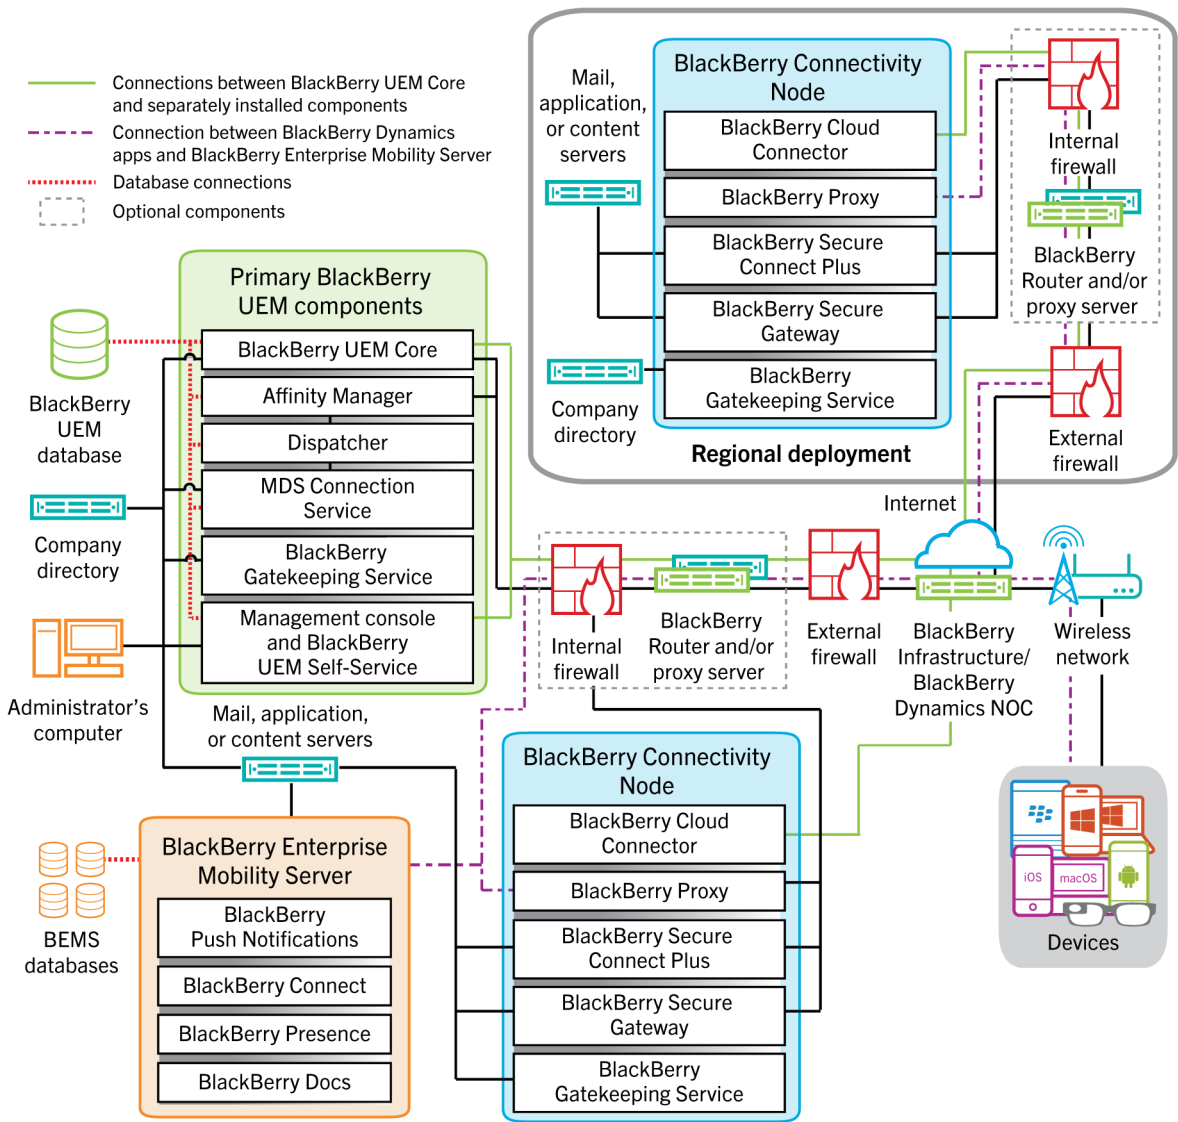 Connections between BlackBerry UEM Core
and separately installed components
Connection between BlackBerry Dynamics
apps and BlackBerry Enterprise Mobility Server
Database connections
Optional components
BlackBerry Connectivity
Node
BlackBerry Cloud
Connector
BlackBerry Proxy
BlackBerry Secure
Connect Plus
BlackBerry Secure
Gateway
BlackBerry
Gatekeeping Service
Mail,
application,
or content
servers
Company
directory
Regional deployment
Internal
firewall
BlackBerry
Router and/or
proxy server
External
firewall
Primary BlackBerry
UEM components
BlackBerry UEM Core
Affinity Manager
Dispatcher
MDS Connection
Service
BlackBerry
Gatekeeping Service
Management console
and BlackBerry
UEM Self-Service
BlackBerry
UEM
database
Company
directory
Administrator's
computer
Internet
Internal
firewall
BlackBerry
Router and/or
proxy server
External
firewall
BlackBerry
Infrastructure/
BlackBerry
Dynamics NOC
Wireless
network
Mail, application,
or content servers
BlackBerry Enterprise
Mobility Server
BlackBerry
Push Notifications
BlackBerry Connect
BlackBerry Presence
BlackBerry Docs
BEMS
databases
BlackBerry Connectivity
Node
BlackBerry Cloud
Connector
BlackBerry Proxy
BlackBerry Secure
Connect Plus
BlackBerry Secure
Gateway
BlackBerry
Gatekeeping Service
iOS
macOS
Devices